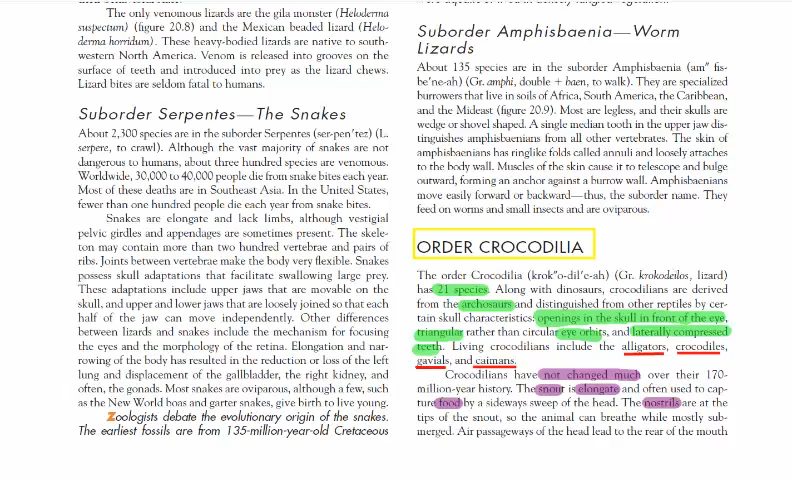 The only venomous lizards are the gila monster (Heloderma
suspectum) (figure 20.8) and the Mexican beaded lizard (Helo-
derma horridum). These heavy-bodied lizards are native to south-
western North America. Venom is released into grooves on the
surface of teeth and introduced into prey as the lizard chews.
Lizard bites are seldom fatal to humans.
Suborder Serpentes—The Snakes
About 2,300 species are in the suborder Serpentes (ser-pen'tez) (L.
serpere, to crawl). Although the vast majority of snakes are not
dangerous to humans, about three hundred species are venomous.
Worldwide, 30,000 to 40,000 people die from snake bites each year.
Most of these deaths are in Southeast Asia. In the United States,
fewer than one hundred people die each year from snake bites.
Snakes are elongate and lack limbs, although vestigial
pelvic girdles and appendages are sometimes present. The skele-
ton may contain more than two hundred vertebrae and pairs of
ribs. Joints between vertebrae make the body very flexible. Snakes
possess skull adaptations that facilitate swallowing large prey.
These adaptations include upper jaws that are movable on the
skull, and upper and lower jaws that are loosely joined so that each
half of the jaw can move independently. Other differences
between lizards and snakes include the mechanism for focusing
the eyes and the morphology of the retina. Elongation and nar-
rowing of the body has resulted in the reduction or loss of the left
lung and displacement of the gallbladder, the right kidney, and
often, the gonads. Most snakes are oviparous, although a few, such
as the New World boas and garter snakes, give birth to live young.
Zoologists debate the evolutionary origin of the snakes.
The earliest fossils are from 135-million-year-old Cretaceous
Suborder Amphisbaenia—Worm
Lizards
About 135 species are in the suborder Amphisbaenia (am" fis-
be'ne-ah) (Gr. amphi, double + baen, to walk). They are specialized
burrowers that live in soils of Africa, South America, the Caribbean,
and the Mideast (figure 20.9). Most are legless, and their skulls are
wedge or shovel shaped. A single median tooth in the upper jaw dis-
tinguishes amphisbaenians from all other vertebrates. The skin of
amphisbaenians has ringlike folds called annuli and loosely attaches
to the body wall. Muscles of the skin cause it to telescope and bulge
outward, forming an anchor against a burrow wall. Amphisbaenians
move easily forward or backward—thus, the suborder name. They
feed on worms and small insects and are oviparous.
ORDER CROCODILIA
The order Crocodilia (krok"o-dil'e-ah) (Gr. krokodeilos, lizard)
has 21 species. Along with dinosaurs, crocodilians are derived
from the archosaurs and distinguished from other reptiles by cer-
tain skull characteristics: openings in the skull in front of the eye,
triangular rather than circular eye orbits, and laterally compressed
teeth. Living crocodilians include the alligators, crocodiles,
gavials, and caimans.
Crocodilians have not changed much over their 170-
million-year history. The snout is elongate and often used to cap-
ture food by a sideways sweep of the head. The nostrils are at the
tips of the snout, so the animal can breathe while mostly sub-
merged. Air passageways of the head lead to the rear of the mouth